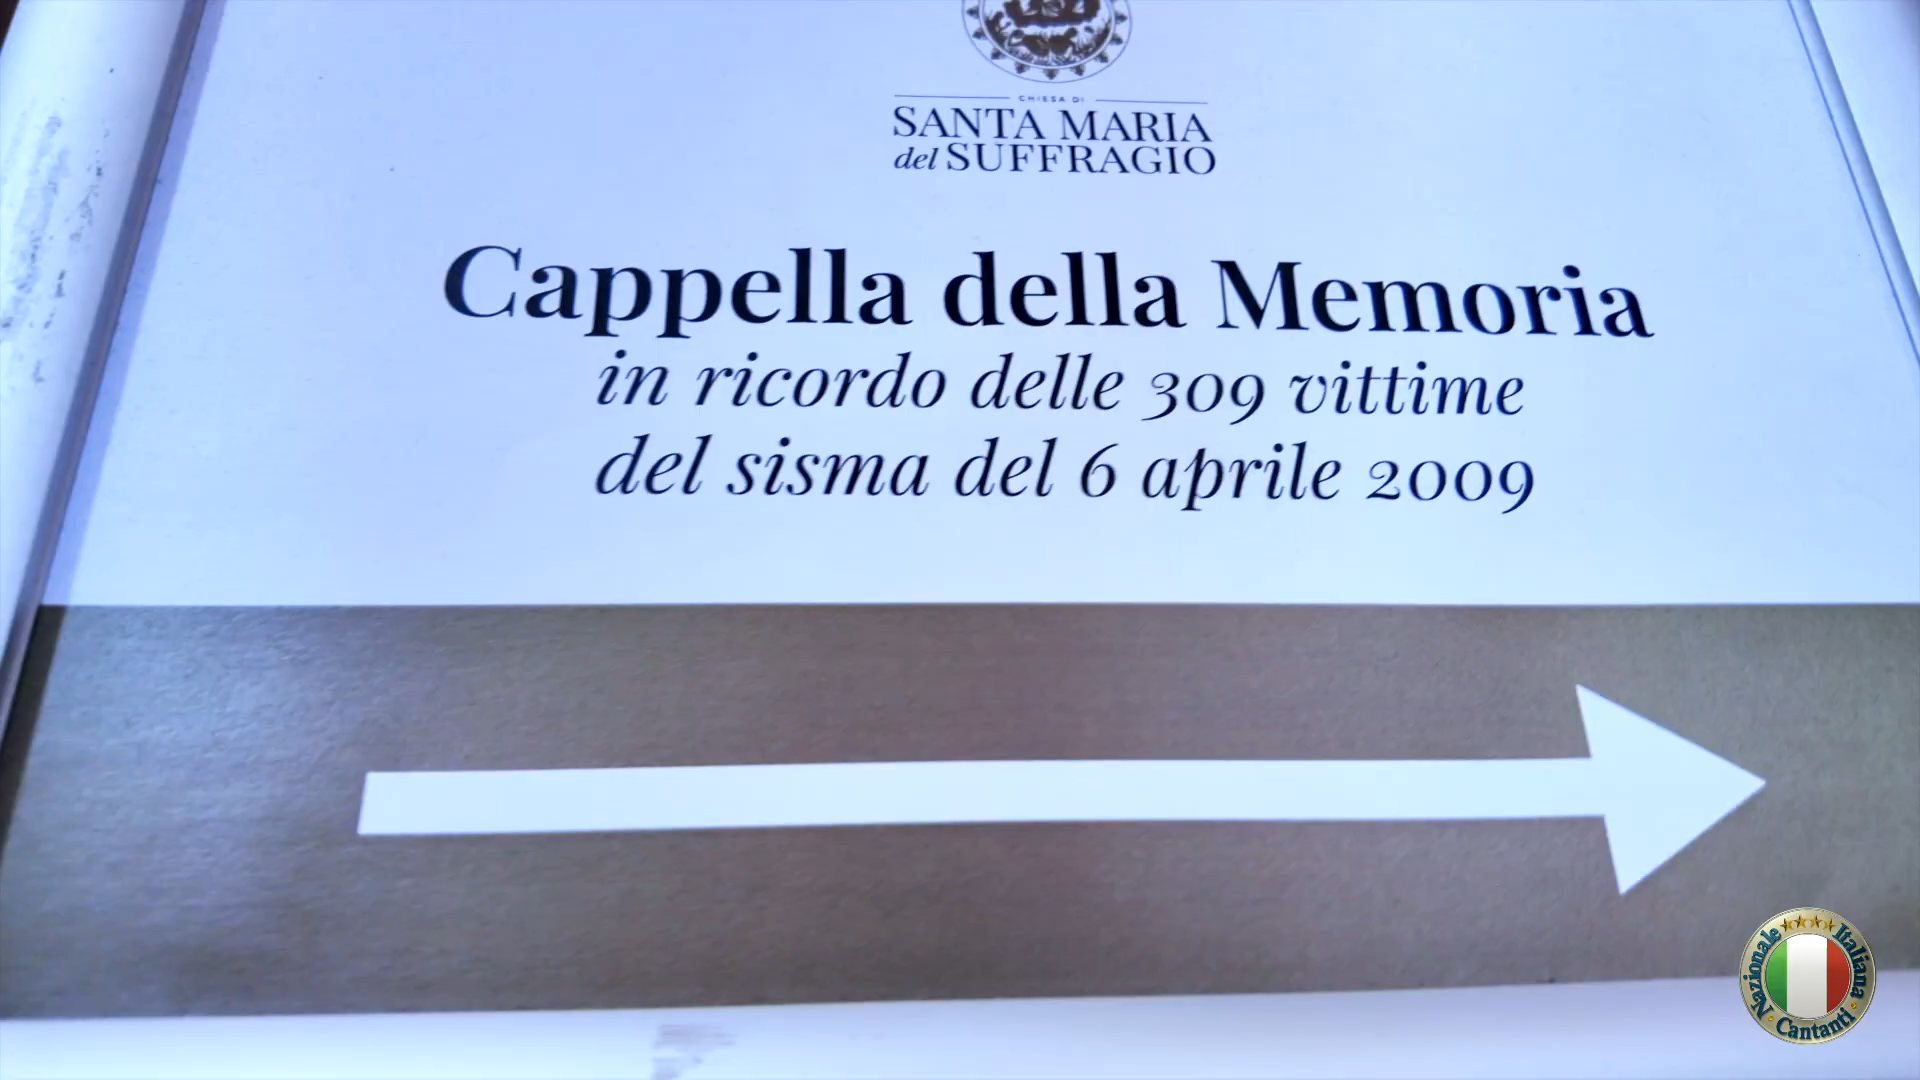 CHIESA DI
SANTA MARIA
del SUFFRAGIO
Cappella della Memoria
in ricordo delle 309 vittime
del sisma del 6 aprile 2009
Nazionale Italiana
Cantanti